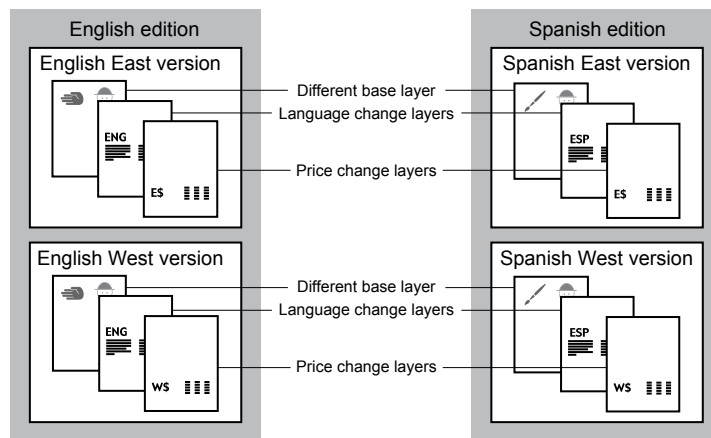 English edition
English East version
ENG
E$
English West version
ENG
W$
Different base layer
Language change layers
Price change layers
Different base layer
Language change layers
Price change layers
Spanish edition
Spanish East version
ESP
E$
Spanish West version
ESP
W$